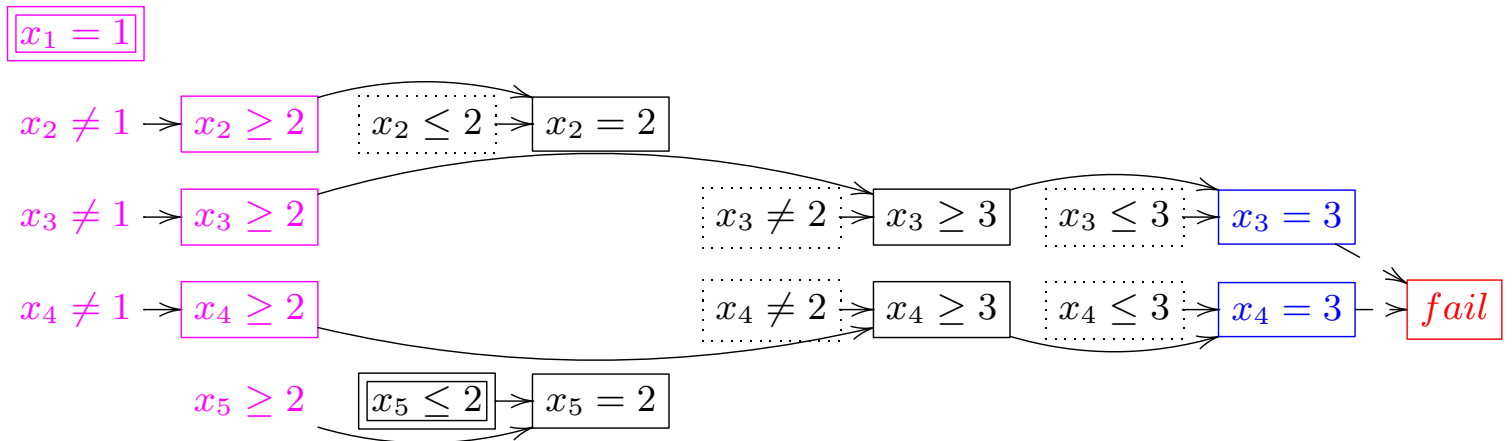 x₁ = 1
x₂ ≠ 1 x₂ ≥ 2 x₂ ≤ 2 x₂ = 2
x₃ ≠ 1 x₃ ≥ 2 x₃ ≠ 2 x₃ ≥ 3 x₃ ≤ 3 x₃ = 3
x₄ ≠ 1 x₄ ≥ 2 x₄ ≠ 2 x₄ ≥ 3 x₄ ≤ 3 x₄ = 3 fail
x₅ ≥ 2 x₅ ≤ 2 x₅ = 2